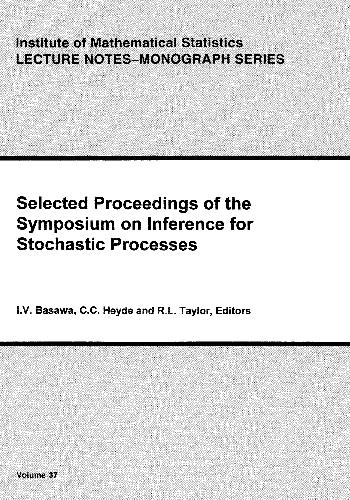 Institute of Mathematical Statistics
LECTURE NOTES–MONOGRAPH SERIES
Selected Proceedings of the
Symposium on Inference for
Stochastic Processes
I.V. Basawa, C.C. Heyde and R.L. Taylor, Editors
Volume 37